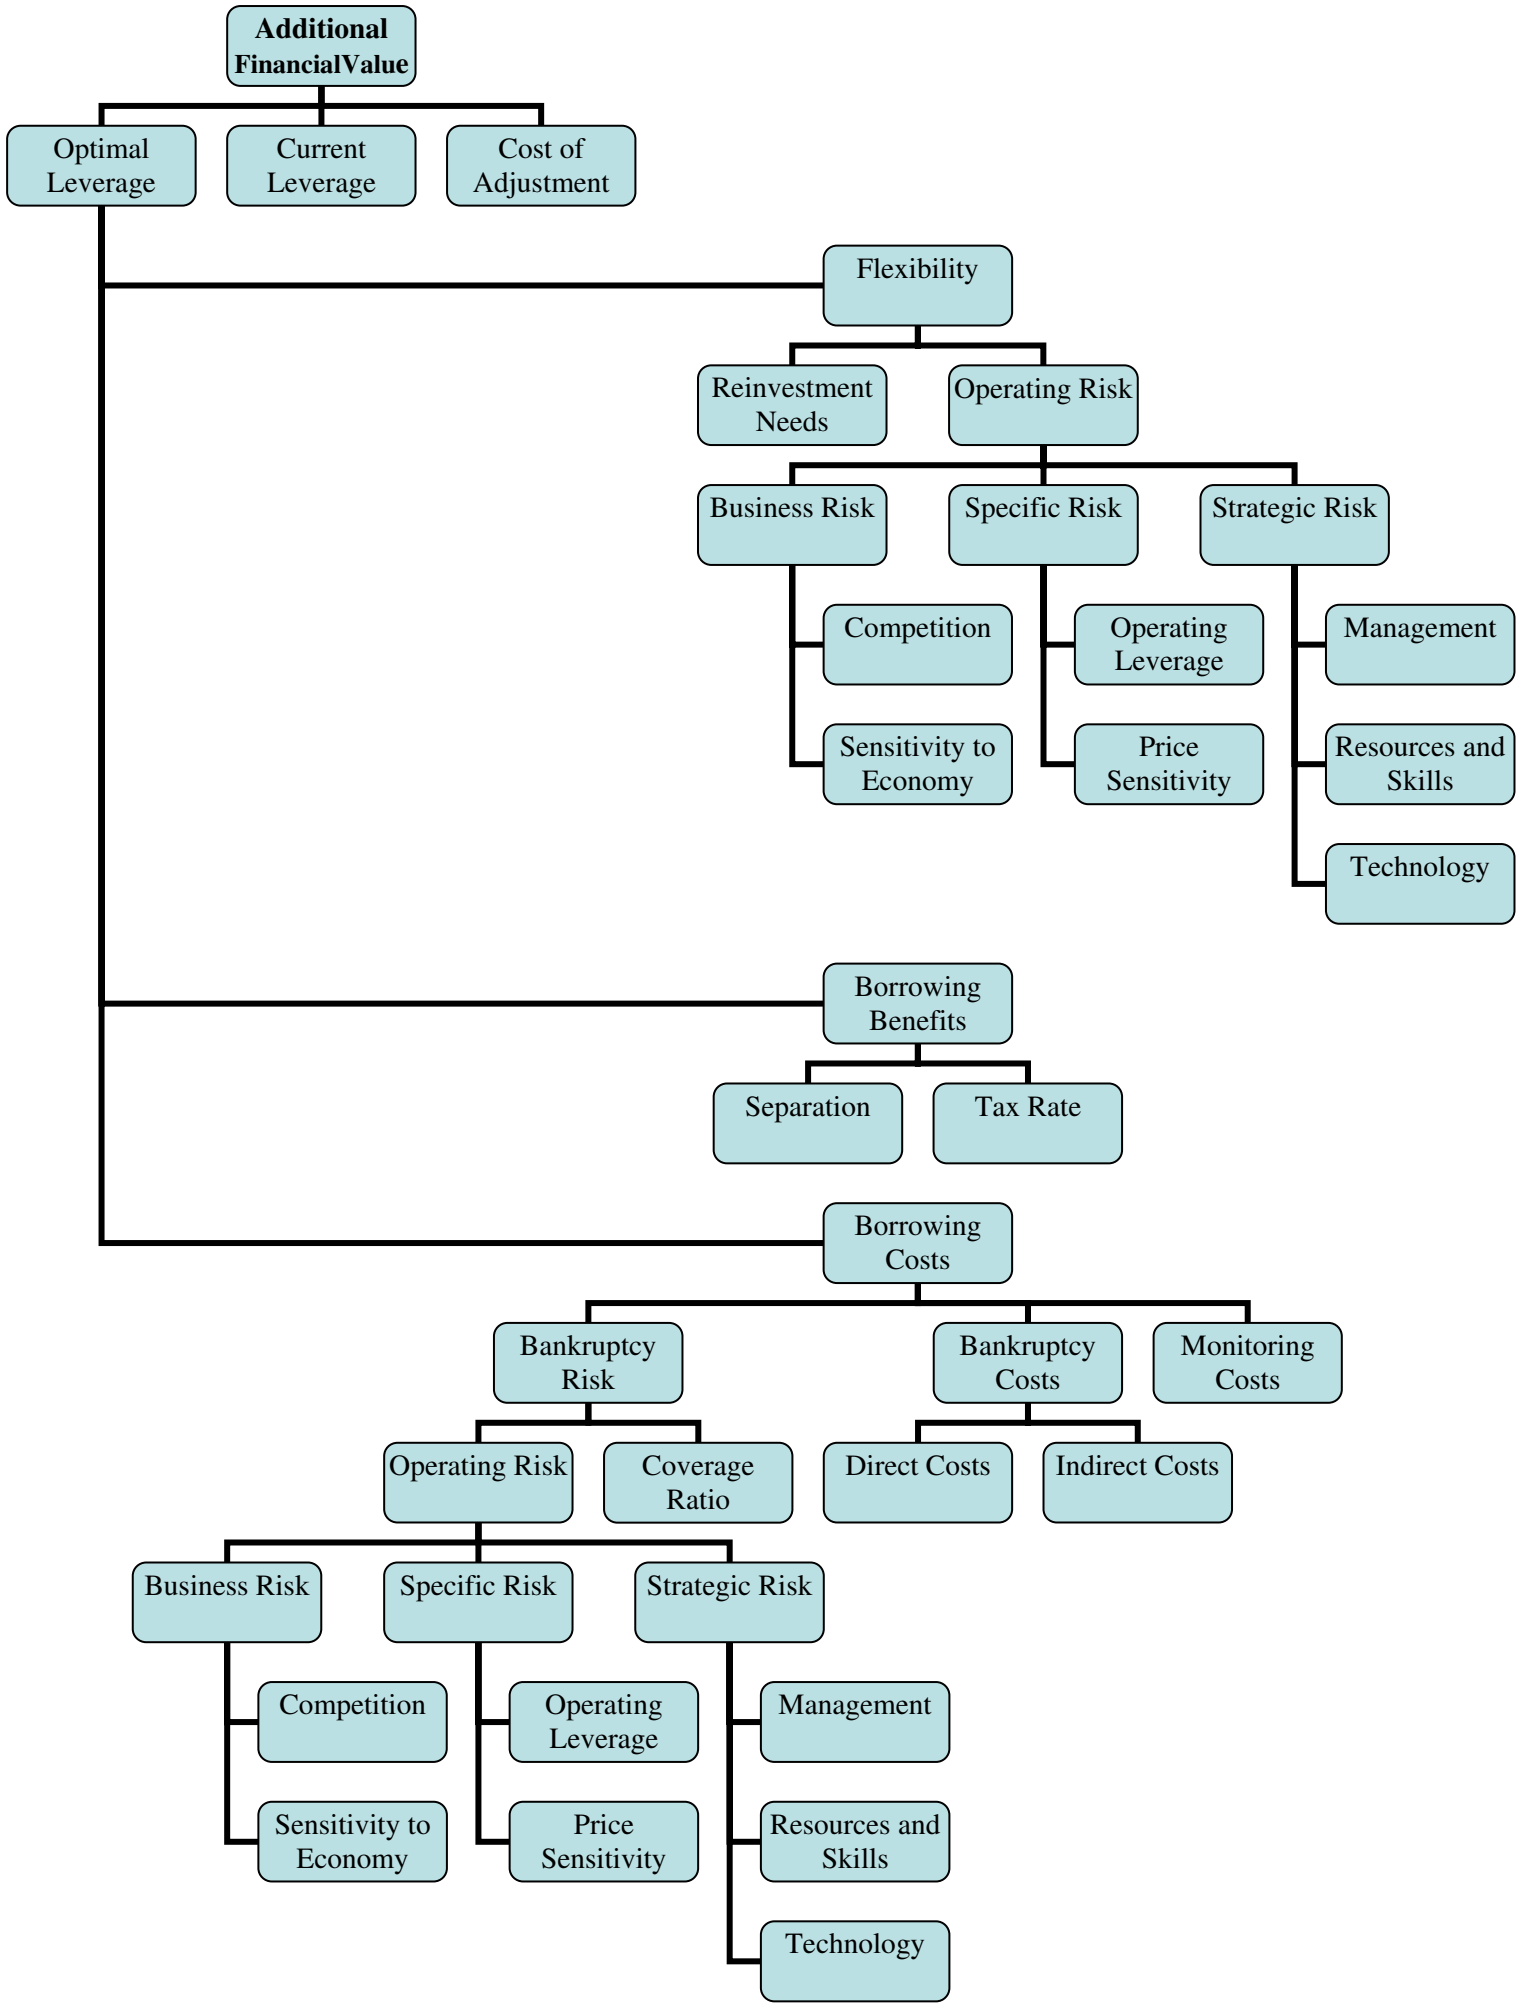 Additional
FinancialValue
Optimal
Leverage
Current
Leverage
Cost of
Adjustment
Flexibility
Reinvestment
Needs
Operating Risk
Business Risk
Specific Risk
Strategic Risk
Competition
Operating
Leverage
Management
Sensitivity to
Economy
Price
Sensitivity
Resources and
Skills
Technology
Borrowing
Benefits
Separation
Tax Rate
Borrowing
Costs
Bankruptcy
Risk
Bankruptcy
Costs
Monitoring
Costs
Operating Risk
Coverage
Ratio
Direct Costs
Indirect Costs
Business Risk
Specific Risk
Strategic Risk
Competition
Operating
Leverage
Management
Sensitivity to
Economy
Price
Sensitivity
Resources and
Skills
Technology